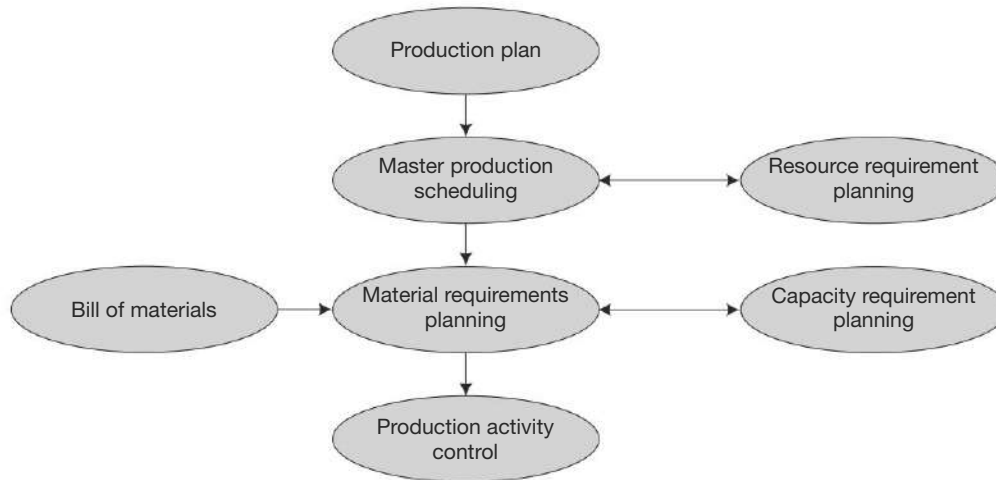 Production plan
Master production
scheduling
Resource requirement
planning
Bill of materials
Material requirements
planning
Capacity requirement
planning
Production activity
control